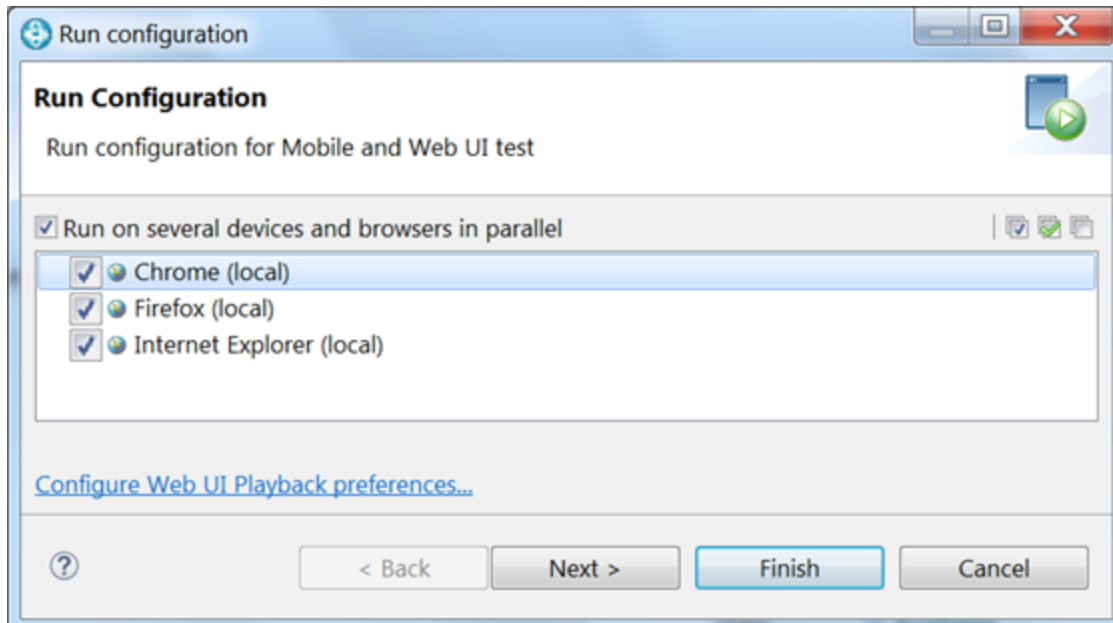 Run configuration
Run Configuration
Run configuration for Mobile and Web UI test
Run on several devices and browsers in parallel
Chrome (local)
Firefox (local)
Internet Explorer (local)
Configure Web UI Playback preferences...
? < Back Next > Finish Cancel